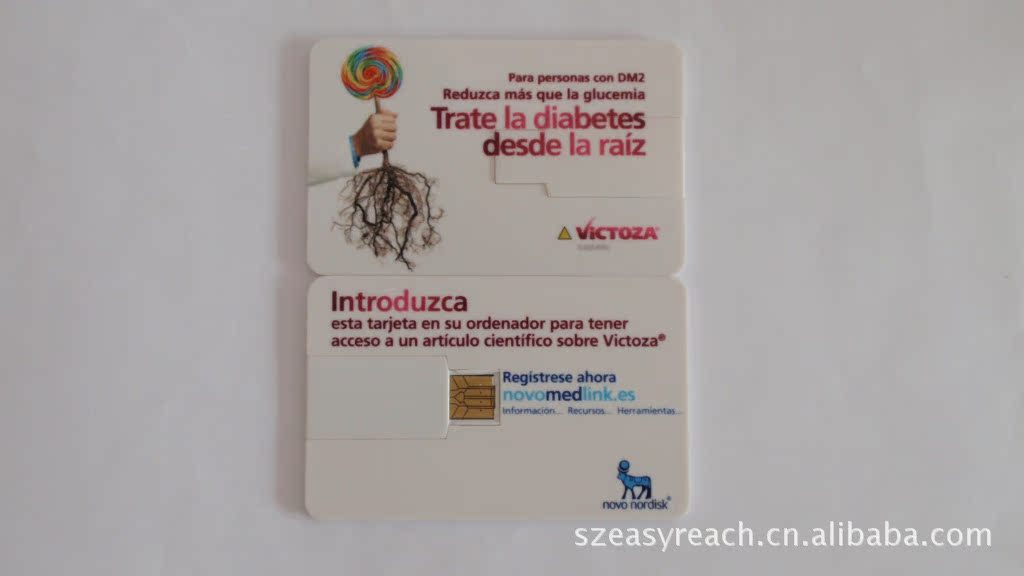 Para personas con DM2
Reduzca más que la glucemia
Trate la diabetes
desde la raíz
VICTOZA
Introduzca
esta tarjeta en su ordenador para tener
acceso a un artículo científico sobre Victoza®
Regístrese ahora
novomedlink.es
Información... Recursos... Herramientas...
novo nordisk®
szeasyreach.cn.alibaba.com